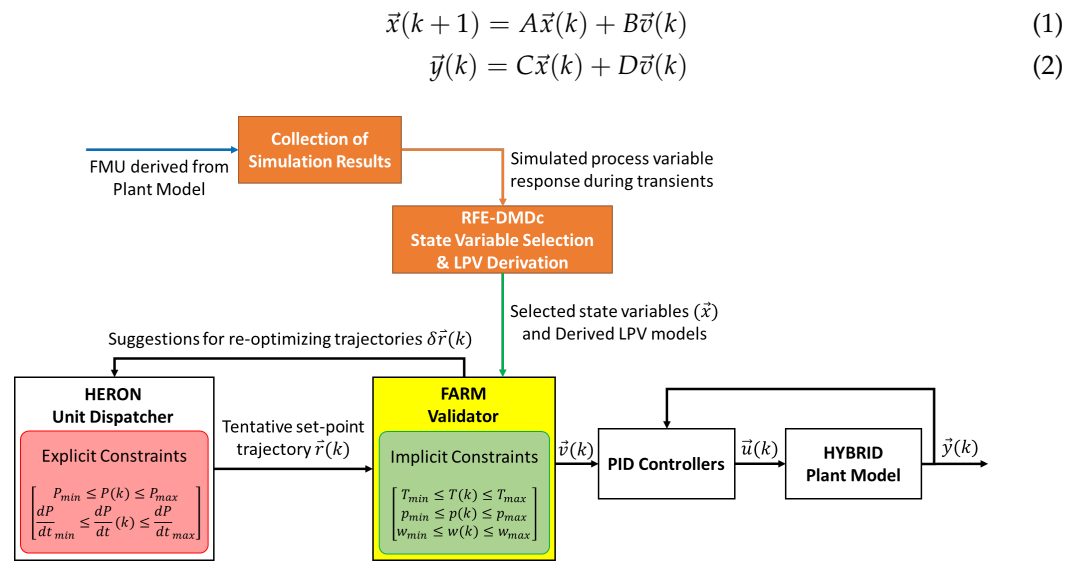 x⃗(k + 1) = Ax⃗(k) + Bv⃗(k) (1)
y⃗(k) = Cx⃗(k) + Dv⃗(k) (2)
Collection of
Simulation Results
FMU derived from
Plant Model
Simulated process variable
response during transients
RFE-DMDc
State Variable Selection
& LPV Derivation
Selected state variables (x⃗)
and Derived LPV models
Suggestions for re-optimizing trajectories δr⃗(k)
HERON
Unit Dispatcher
Explicit Constraints
[P_min ≤ P(k) ≤ P_max
dP/dt_min ≤ dP/dt (k) ≤ dP/dt_max]
Tentative set-point
trajectory r⃗(k)
FARM
Validator
Implicit Constraints
[T_min ≤ T(k) ≤ T_max
p_min ≤ p(k) ≤ p_max
w_min ≤ w(k) ≤ w_max]
v⃗(k)
PID Controllers
u⃗(k)
HYBRID
Plant Model
y⃗(k)